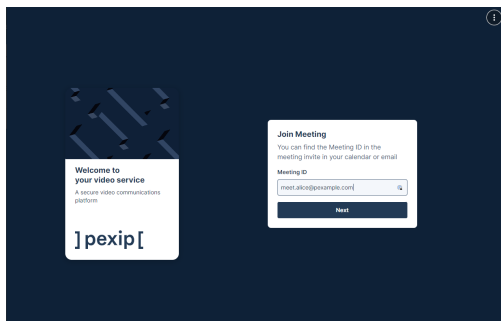 Welcome to
your video service
A secure video communications
platform
]pexip[
Join Meeting
You can find the Meeting ID in the
meeting invite in your calendar or email
Meeting ID
meet.alice@pexample.com
Next